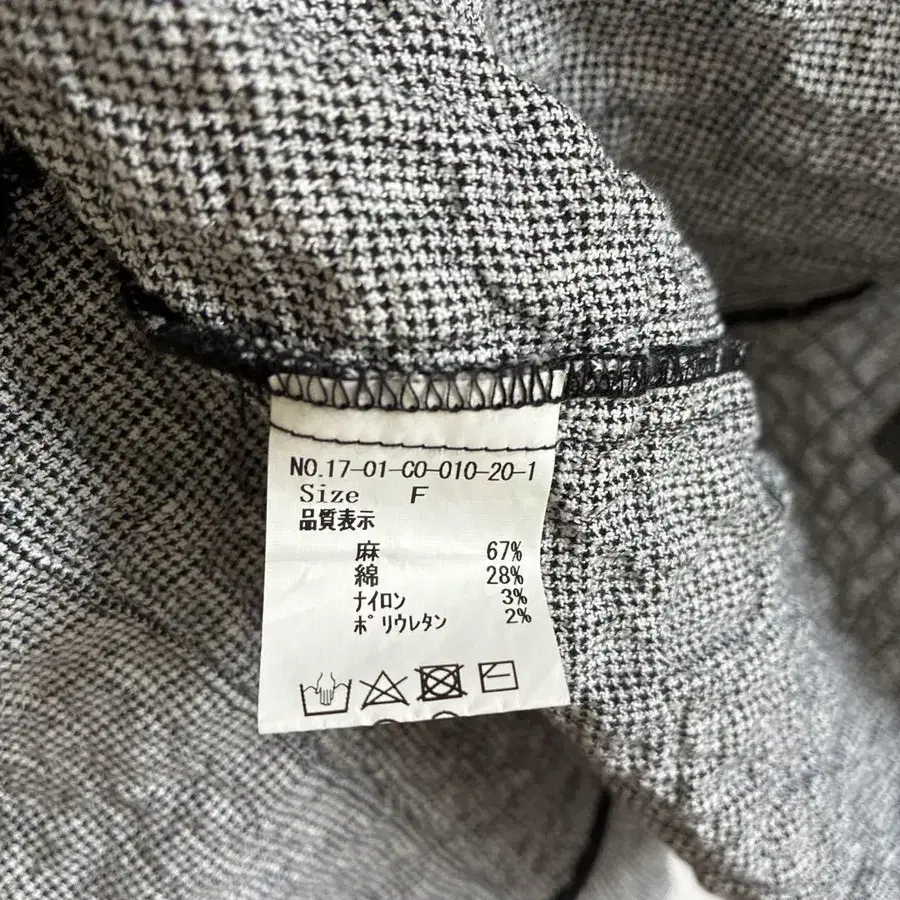 NO.17-01-CO-010-20-1
Size F
品質表示
麻 67%
綿 28%
ナイロン 3%
ポリウレタン 2%